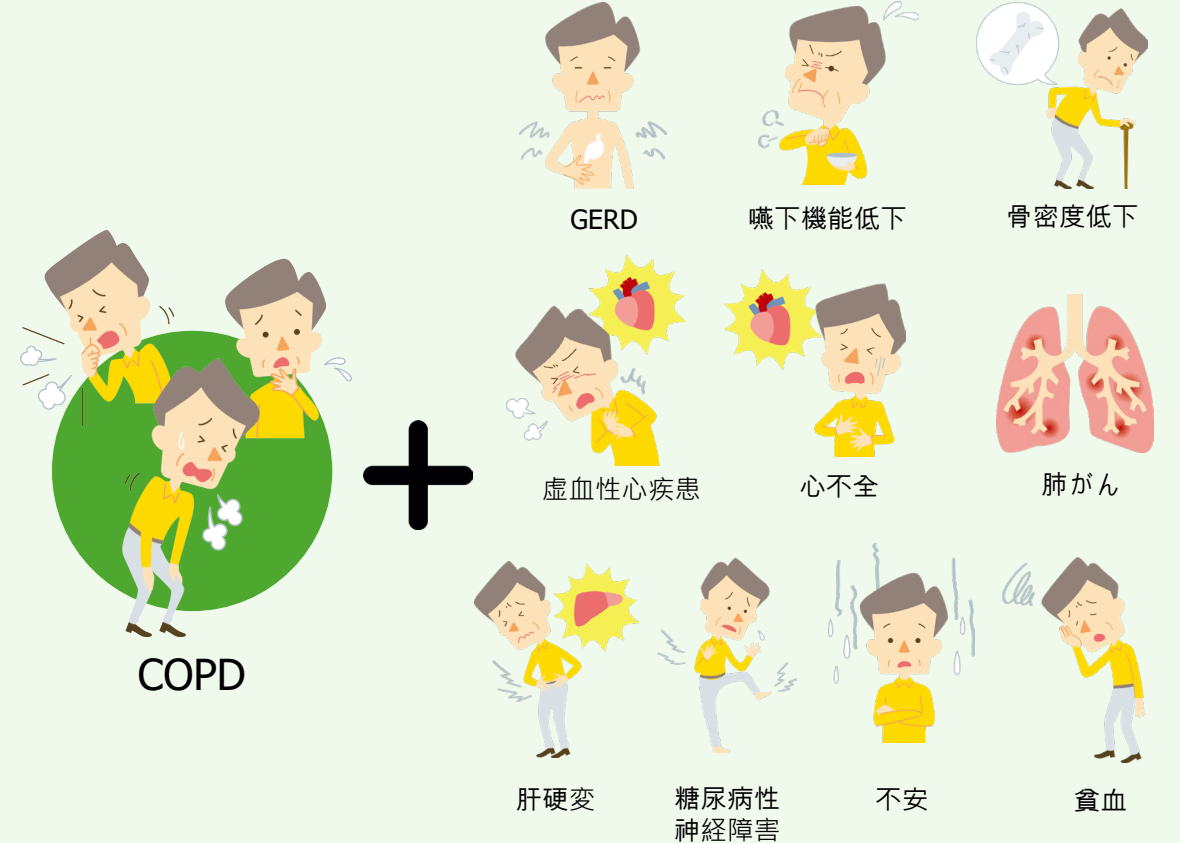 GERD
嚥下機能低下
骨密度低下
虚血性心疾患
心不全
肺がん
COPD
肝硬変
糖尿病性
神経障害
不安
貧血